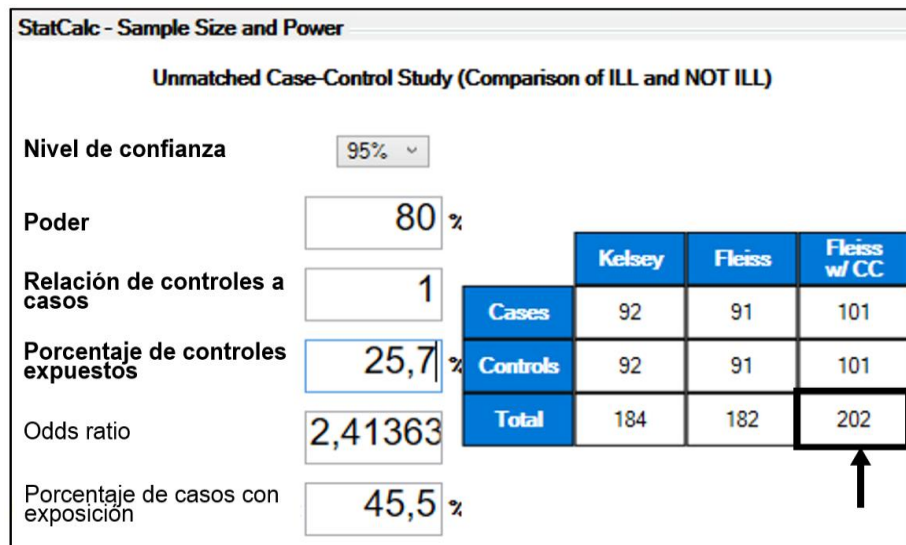 StatCalc - Sample Size and Power
Unmatched Case-Control Study (Comparison of ILL and NOT ILL)
Nivel de confianza 95%
Poder 80 %
Relación de controles a
casos 1
Porcentaje de controles
expuestos 25,7 %
Odds ratio 2,41363
Porcentaje de casos con
exposición 45,5 %
Kelsey Fleiss Fleiss
w/ CC
Cases 92 91 101
Controls 92 91 101
Total 184 182 202